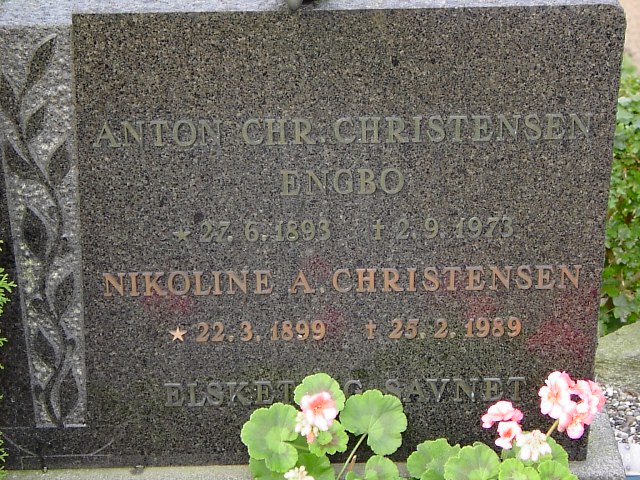 ANTON CHR. CHRISTENSEN
ENGBO
★ 27. 6. 1893 † 2. 9. 1973
NIKOLINE A. CHRISTENSEN
★ 22. 3. 1899 † 25. 2. 1989
ELSKET OG SAVNET